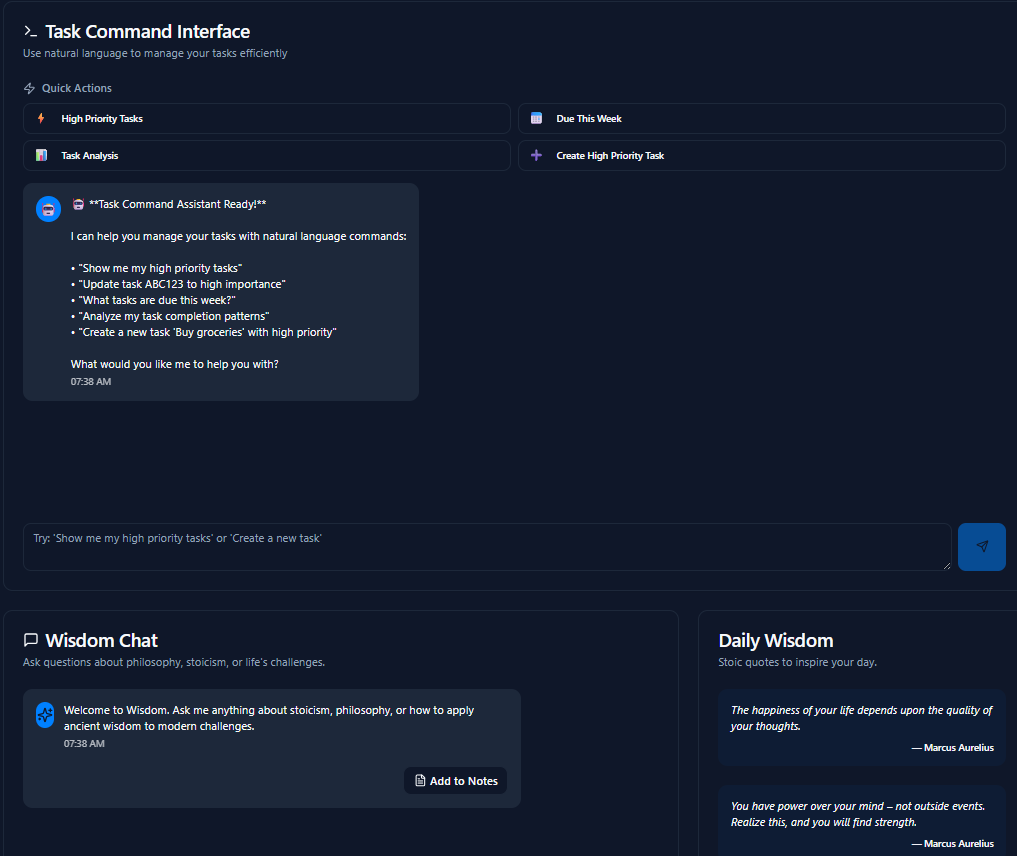 Task Command Interface
Use natural language to manage your tasks efficiently
Quick Actions
High Priority Tasks
Due This Week
Task Analysis
Create High Priority Task
**Task Command Assistant Ready!**
I can help you manage your tasks with natural language commands:
• "Show me my high priority tasks"
• "Update task ABC123 to high importance"
• "What tasks are due this week?"
• "Analyze my task completion patterns"
• "Create a new task 'Buy groceries' with high priority"
What would you like me to help you with?
07:38 AM
Try: 'Show me my high priority tasks' or 'Create a new task'
Wisdom Chat
Ask questions about philosophy, stoicism, or life's challenges.
Welcome to Wisdom. Ask me anything about stoicism, philosophy, or how to apply
ancient wisdom to modern challenges.
07:38 AM
Add to Notes
Daily Wisdom
Stoic quotes to inspire your day.
The happiness of your life depends upon the quality of
your thoughts.
— Marcus Aurelius
You have power over your mind – not outside events.
Realize this, and you will find strength.
— Marcus Aurelius